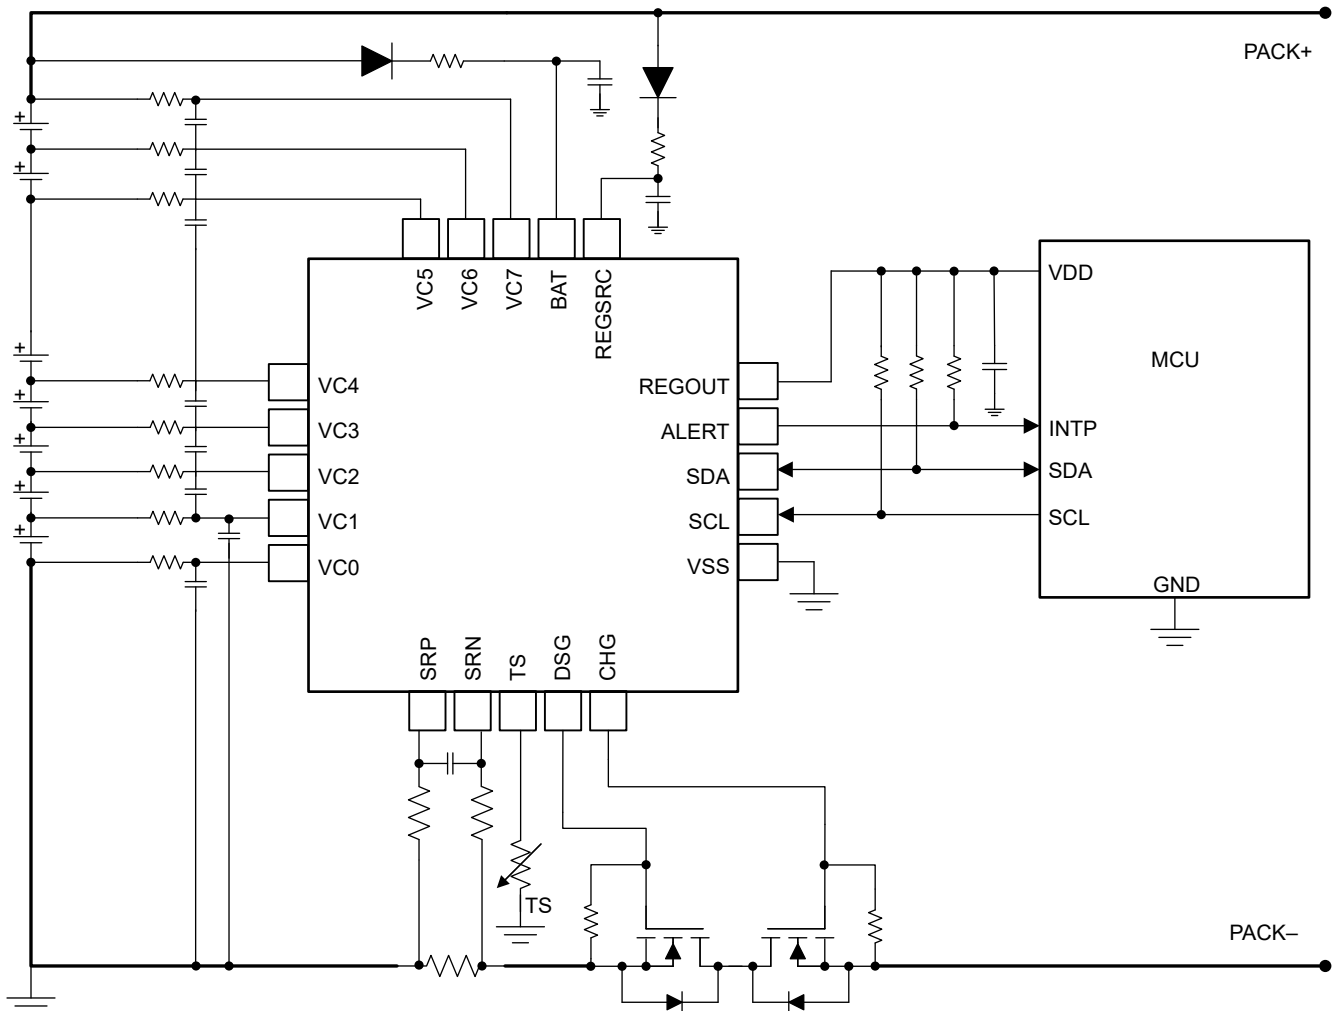 PACK+
+
+
VC5
VC6
VC7
BAT
REGSRC
+
VC4
+
VC3
+
VC2
+
VC1
+
VC0
REGOUT
ALERT
SDA
SCL
VSS
VDD
MCU
INTP
SDA
SCL
GND
SRP
SRN
TS
DSG
CHG
TS
PACK–